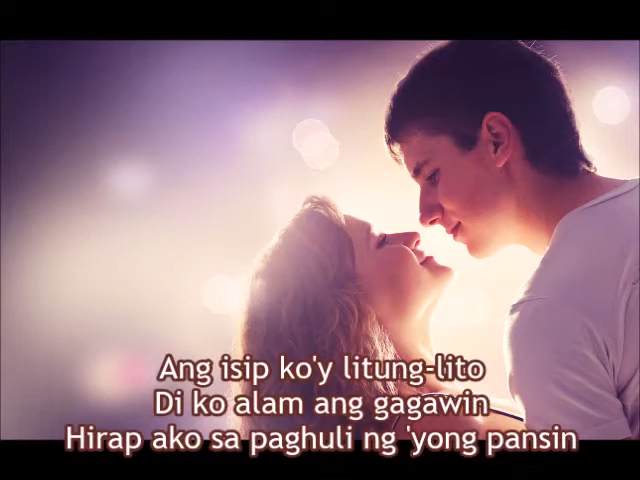 Ang isip ko'y litung-lito
Di ko alam ang gagawin
Hirap ako sa paghuli ng 'yong pansin